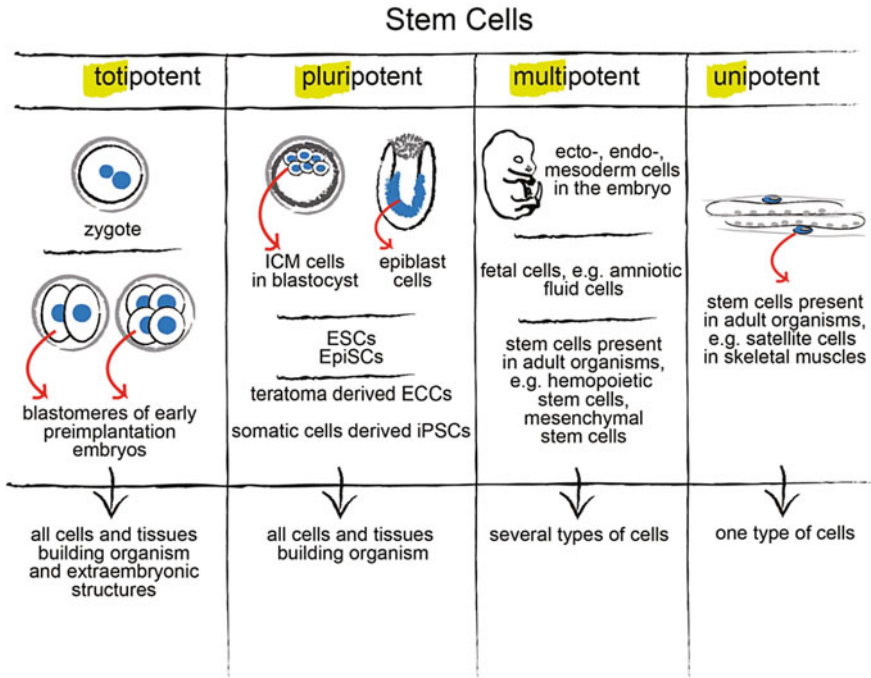 Stem Cells
totipotent
pluripotent
multipotent
unipotent
zygote
blastomeres of early
preimplantation
embryos
all cells and tissues
building organism
and extraembryonic
structures
ICM cells
in blastocyst
epiblast
cells
ESCs
EpiSCs
teratoma derived ECCs
somatic cells derived iPSCs
all cells and tissues
building organism
ecto-, endo-,
mesoderm cells
in the embryo
fetal cells, e.g. amniotic
fluid cells
stem cells present
in adult organisms,
e.g. hemopoietic
stem cells,
mesenchymal
stem cells
several types of cells
stem cells present
in adult organisms,
e.g. satellite cells
in skeletal muscles
one type of cells